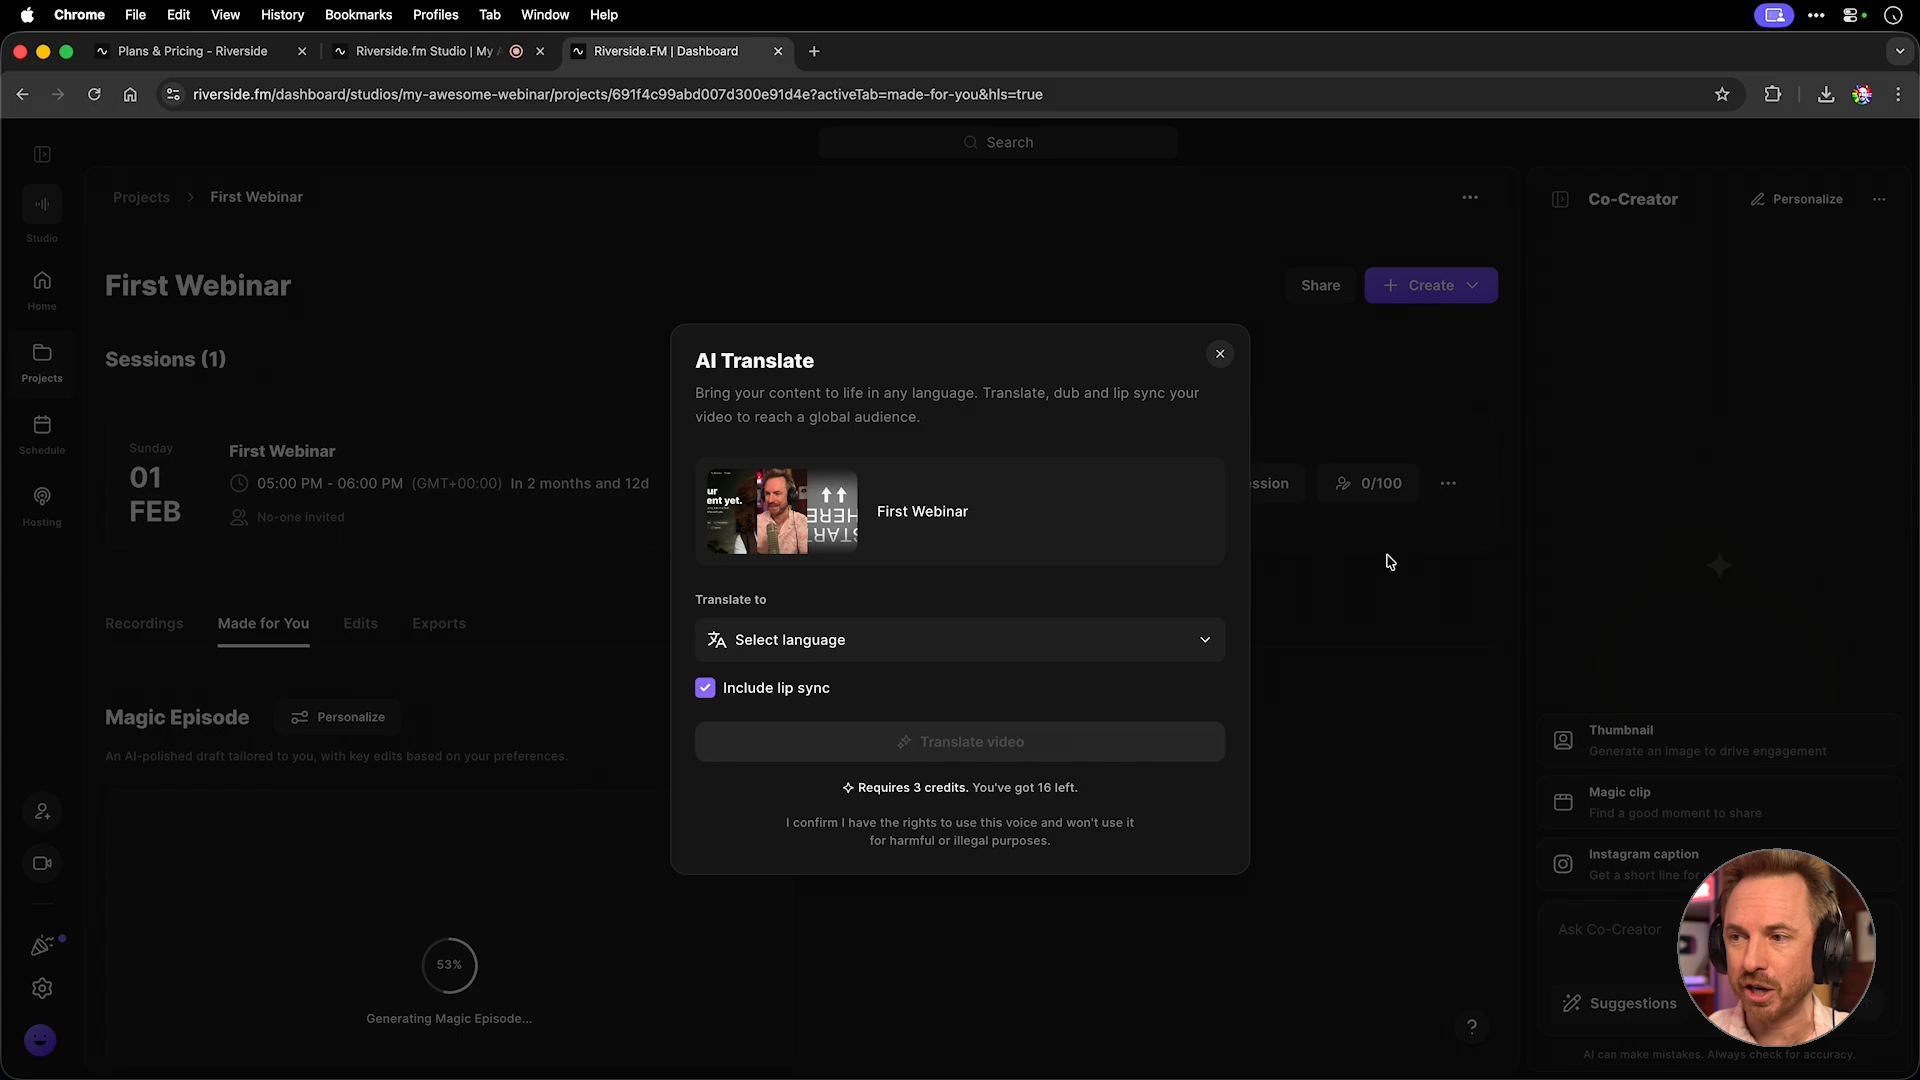 Chrome File Edit View History Bookmarks Profiles Tab Window Help
Plans & Pricing - Riverside
Riverside.fm Studio | My
Riverside.FM | Dashboard
riverside.fm/dashboard/studios/my-awesome-webinar/projects/691f4c99abd007d300e91d4e?activeTab=made-for-you&hls=true
Search
Studio
Home
Projects
Schedule
Hosting
Projects > First Webinar
First Webinar
Share
+ Create
Sessions (1)
Sunday
01
FEB
First Webinar
05:00 PM - 06:00 PM (GMT+00:00) In 2 months and 12d
No-one invited
ssion
0/100
Recordings
Made for You
Edits
Exports
Magic Episode
Personalize
An AI-polished draft tailored to you, with key edits based on your preferences.
53%
Generating Magic Episode...
AI Translate
Bring your content to life in any language. Translate, dub and lip sync your
video to reach a global audience.
ur
ent yet.
HERE
START
First Webinar
Translate to
Select language
Include lip sync
Translate video
Requires 3 credits. You've got 16 left.
I confirm I have the rights to use this voice and won't use it
for harmful or illegal purposes.
Co-Creator
Personalize
Thumbnail
Generate an image to drive engagement
Magic clip
Find a good moment to share
Instagram caption
Get a short line for
Ask Co-Creator
Suggestions
?
AI can make mistakes. Always check for accuracy.